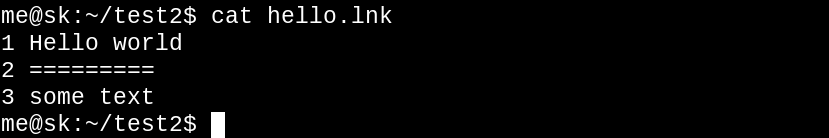 me@sk:~/test2$ cat hello.lnk
1 Hello world
2 =========
3 some text
me@sk:~/test2$